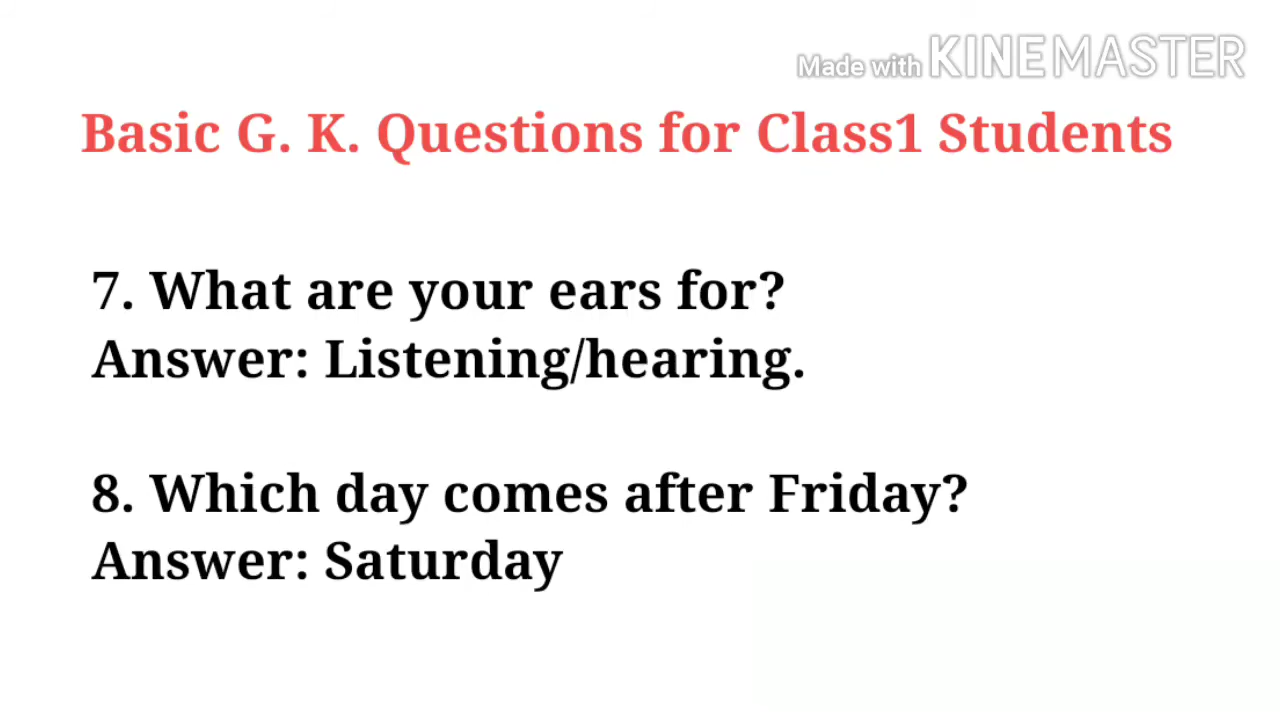 Made with KINEMASTER
Basic G. K. Questions for Class1 Students
7. What are your ears for?
Answer: Listening/hearing.
8. Which day comes after Friday?
Answer: Saturday